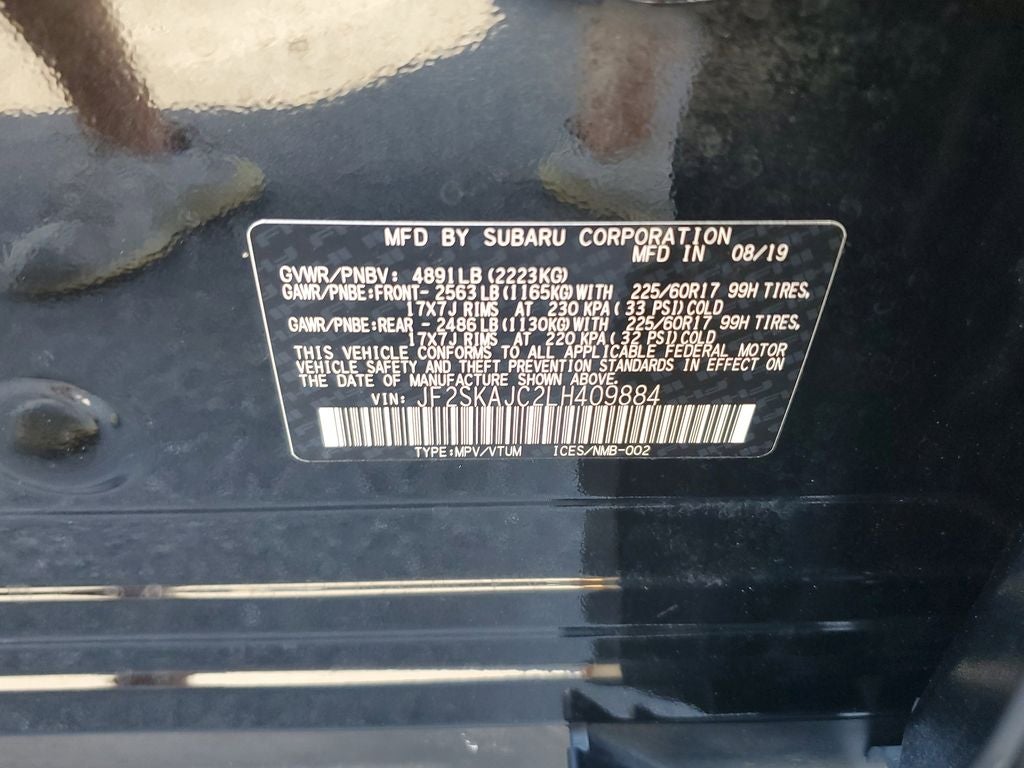 MFD BY SUBARU CORPORATION
MFD IN 08/19
GVWR/PNBV: 4891LB(2223KG)
GAWR/PNBE:FRONT- 2563LB(1165KG)WITH 225/60R17 99H TIRES,
17X7J RIMS AT 230 KPA( 33 PSI)COLD
GAWR/PNBE:REAR - 2486LB(1130KG)WITH 225/60R17 99H TIRES,
17X7J RIMS AT 220 KPA( 32 PSI)COLD
THIS VEHICLE CONFORMS TO ALL APPLICABLE FEDERAL MOTOR
VEHICLE SAFETY AND THEFT PREVENTION STANDARDS IN EFFECT ON
THE DATE OF MANUFACTURE SHOWN ABOVE.
VIN: JF2SKAJC2LH409884
TYPE:MPV/VTUM ICES/NMB-002